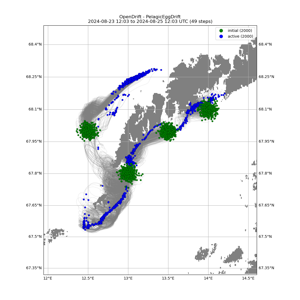 OpenDrift - PelagicEggDrift
2024-08-23 12:03 to 2024-08-25 12:03 UTC (49 steps)
initial (2000)
active (2000)
68.4°N
68.25°N
68.1°N
67.95°N
67.8°N
67.65°N
67.5°N
67.35°N
12°E
12.5°E
13°E
13.5°E
14°E
14.5°E